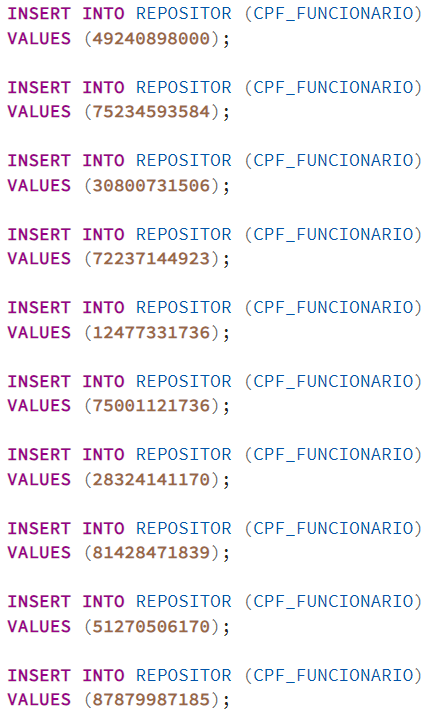 INSERT INTO REPOSITOR (CPF_FUNCIONARIO)
VALUES (49240898000);
INSERT INTO REPOSITOR (CPF_FUNCIONARIO)
VALUES (75234593584);
INSERT INTO REPOSITOR (CPF_FUNCIONARIO)
VALUES (30800731506);
INSERT INTO REPOSITOR (CPF_FUNCIONARIO)
VALUES (72237144923);
INSERT INTO REPOSITOR (CPF_FUNCIONARIO)
VALUES (12477331736);
INSERT INTO REPOSITOR (CPF_FUNCIONARIO)
VALUES (75001121736);
INSERT INTO REPOSITOR (CPF_FUNCIONARIO)
VALUES (28324141170);
INSERT INTO REPOSITOR (CPF_FUNCIONARIO)
VALUES (81428471839);
INSERT INTO REPOSITOR (CPF_FUNCIONARIO)
VALUES (51270506170);
INSERT INTO REPOSITOR (CPF_FUNCIONARIO)
VALUES (87879987185);